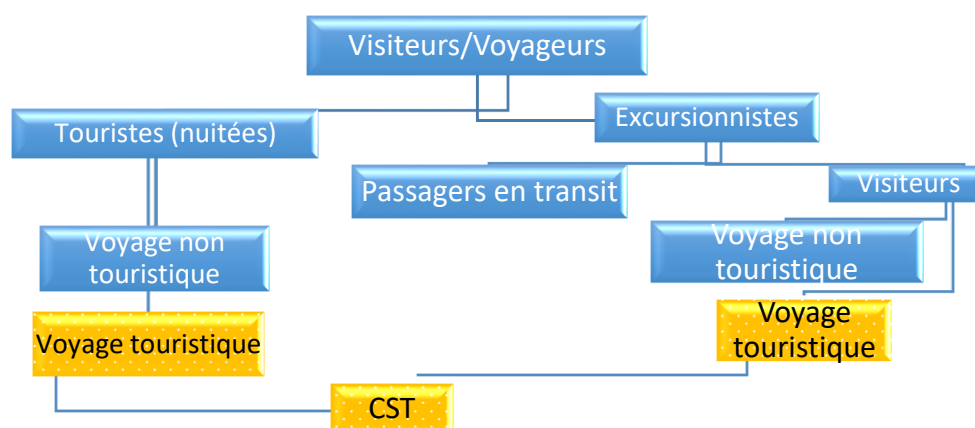 Visiteurs/Voyageurs
Touristes (nuitées)
Excursionnistes
Passagers en transit
Visiteurs
Voyage non
touristique
Voyage non
touristique
Voyage touristique
Voyage
touristique
CST